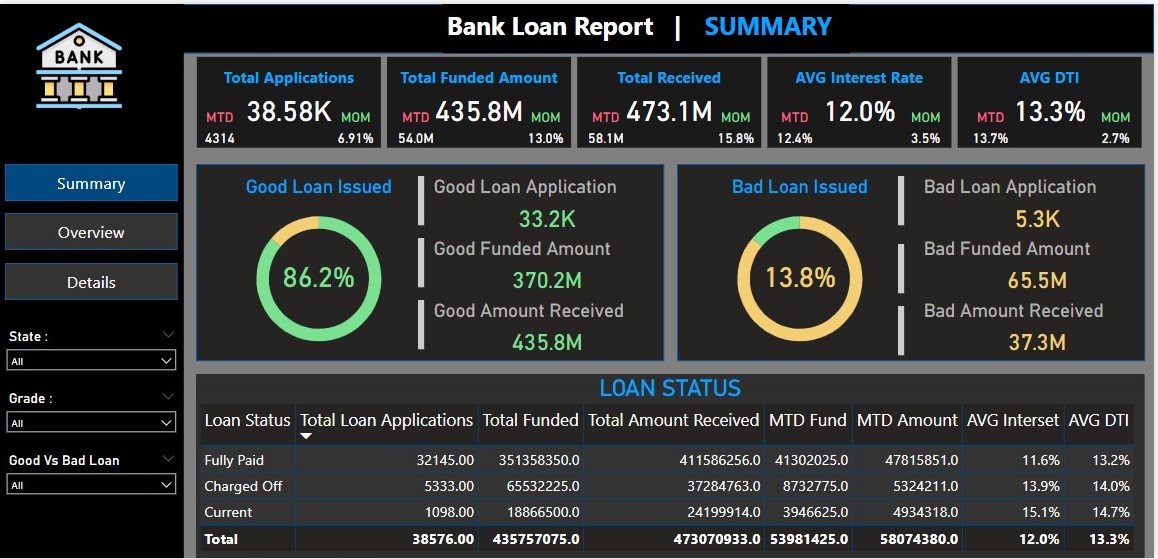 Bank Loan Report | SUMMARY
BANK
Summary
Overview
Details
State :
All
Grade :
All
Good Vs Bad Loan
All
Total Applications
MTD 38.58K MOM
4314 6.91%
Total Funded Amount
MTD 435.8M MOM
54.0M 13.0%
Total Received
MTD 473.1M MOM
58.1M 15.8%
AVG Interest Rate
MTD 12.0% MOM
12.4% 3.5%
AVG DTI
MTD 13.3% MOM
13.7% 2.7%
Good Loan Issued
86.2%
Good Loan Application
33.2K
Good Funded Amount
370.2M
Good Amount Received
435.8M
Bad Loan Issued
13.8%
Bad Loan Application
5.3K
Bad Funded Amount
65.5M
Bad Amount Received
37.3M
LOAN STATUS
Loan Status Total Loan Applications Total Funded Total Amount Received MTD Fund MTD Amount AVG Interset AVG DTI
Fully Paid 32145.00 351358350.0 411586256.0 41302025.0 47815851.0 11.6% 13.2%
Charged Off 5333.00 65532225.0 37284763.0 8732775.0 5324211.0 13.9% 14.0%
Current 1098.00 18866500.0 24199914.0 3946625.0 4934318.0 15.1% 14.7%
Total 38576.00 435757075.0 473070933.0 53981425.0 58074380.0 12.0% 13.3%